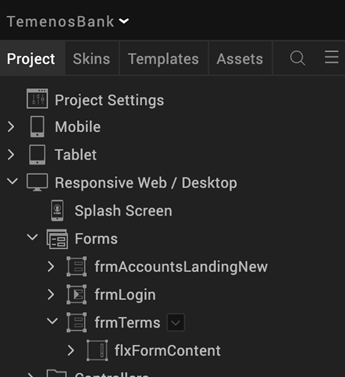 TemenosBank
Project Skins Templates Assets
Project Settings
Mobile
Tablet
Responsive Web / Desktop
Splash Screen
Forms
frmAccountsLandingNew
frmLogin
frmTerms
flxFormContent
Controllers